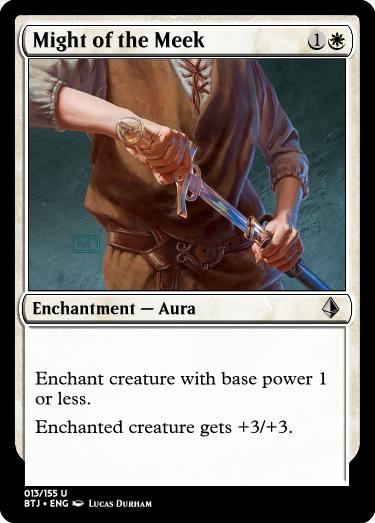 Might of the Meek
1
Enchantment — Aura
Enchant creature with base power 1
or less.
Enchanted creature gets +3/+3.
013/155 U
BTJ • ENG Lucas Durham